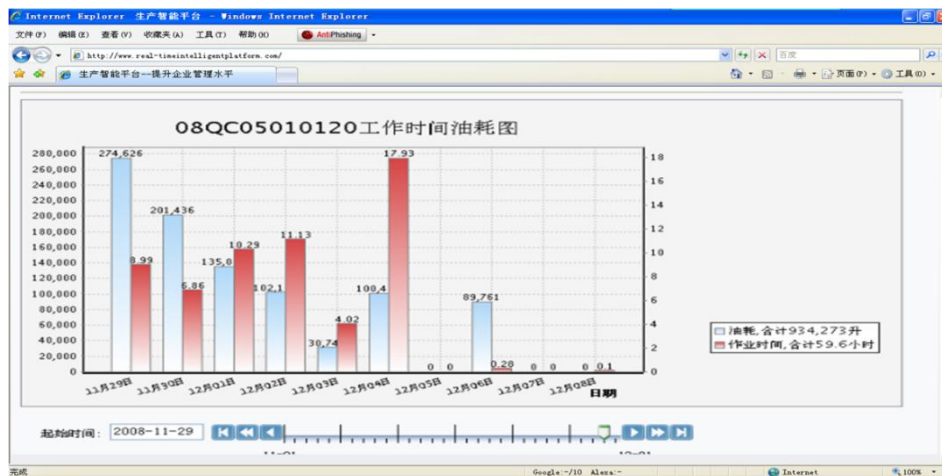 Internet Explorer 生产智能平台 - Windows Internet Explorer
文件(F) 编辑(E) 查看(V) 收藏夹(A) 工具(T) 帮助(H) AntiPhishing
http://www.real-timeintelligentplatform.com/ 百度
生产智能平台--提升企业管理水平 页面(P) 工具(O)
08QC05010120工作时间油耗图
280,000 274,626 17.93 18
260,000
240,000 16
220,000
200,000 201,436 14
180,000
160,000 10.29 11.13 12
140,000 8.99 135,8 10
120,000
100,000 6.86 102,1 100,4 8
80,000 89,761 6
60,000 4.02 4
40,000 30,74 2
20,000 0 0 0.28 0 0 0 0.1
0 0
11月29日 11月30日 12月01日 12月02日 12月03日 12月04日 12月05日 12月06日 12月07日 12月08日
日期
油耗,合计934,273升
作业时间,合计59.6小时
起始时间: 2008-11-29
11-01 12-01
完成 Google:-/10 Alexa:- Internet 100%